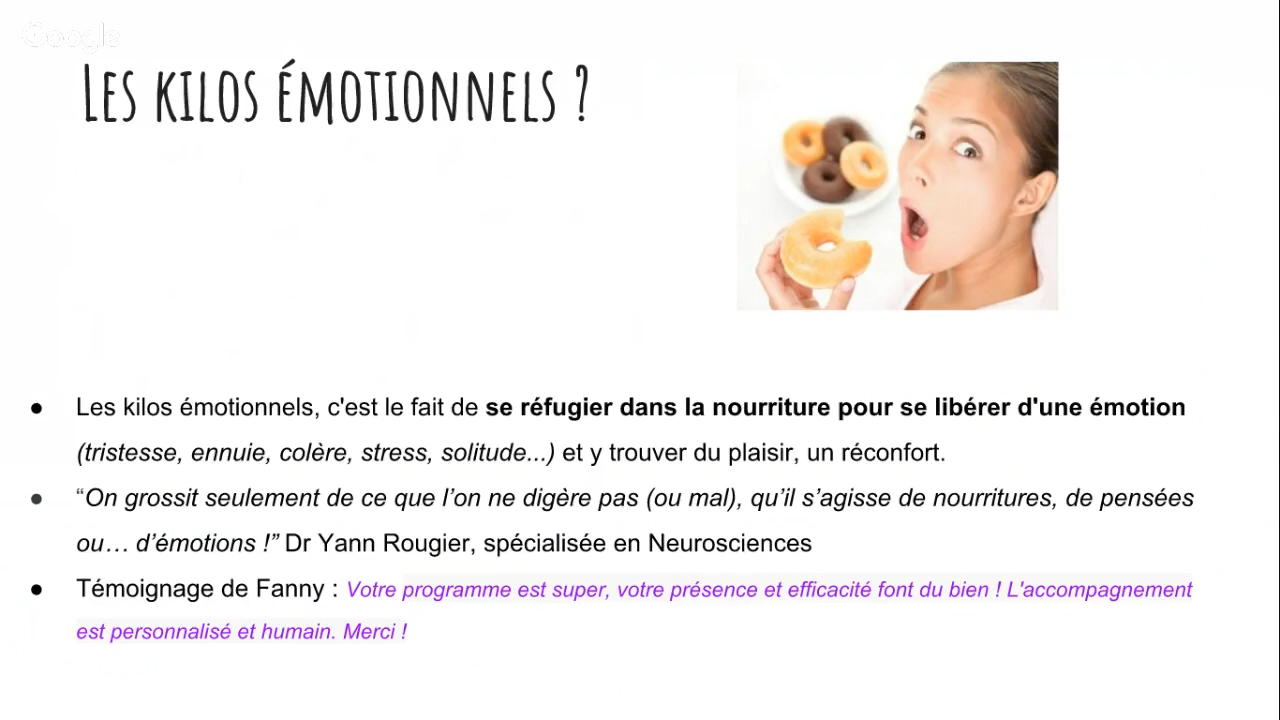 Google
Les kilos émotionnels ?
● Les kilos émotionnels, c'est le fait de se réfugier dans la nourriture pour se libérer d'une émotion
(tristesse, ennuie, colère, stress, solitude...) et y trouver du plaisir, un réconfort.
● “On grossit seulement de ce que l’on ne digère pas (ou mal), qu’il s’agisse de nourritures, de pensées
ou… d’émotions !” Dr Yann Rougier, spécialisée en Neurosciences
● Témoignage de Fanny : Votre programme est super, votre présence et efficacité font du bien ! L'accompagnement
est personnalisé et humain. Merci !